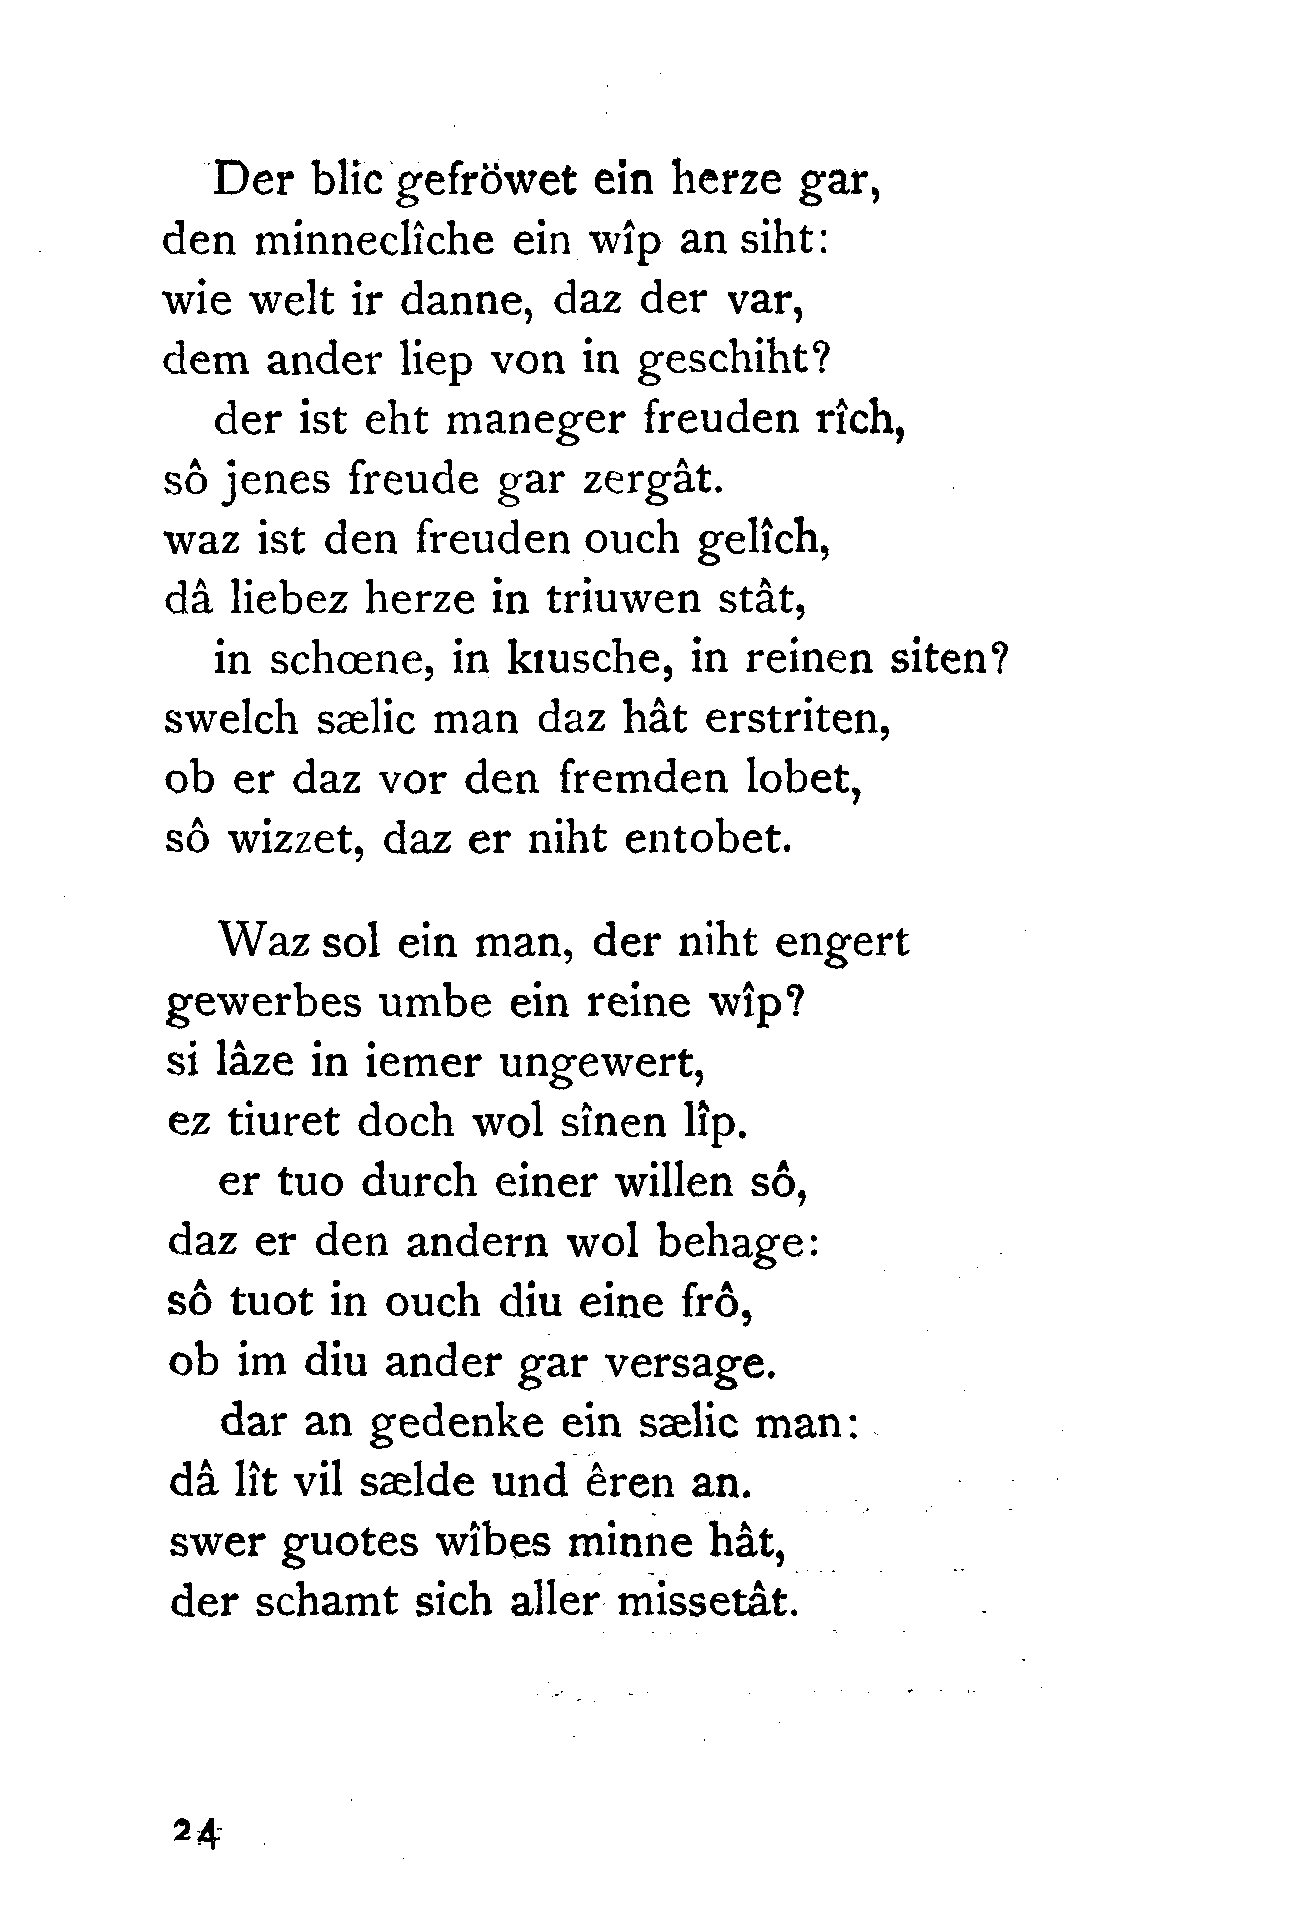 Der blic gefröwet ein herze gar,
den minneclîche ein wîp an siht:
wie welt ir danne, daz der var,
dem ander liep von in geschiht?
der ist eht maneger freuden rîch,
sô jenes freude gar zergât.
waz ist den freuden ouch gelîch,
dâ liebez herze in triuwen stât,
in schœne, in kiusche, in reinen siten?
swelch sælic man daz hât erstriten,
ob er daz vor den fremden lobet,
sô wizzet, daz er niht entobet.
Waz sol ein man, der niht engert
gewerbes umbe ein reine wîp?
si lâze in iemer ungewert,
ez tiuret doch wol sînen lîp.
er tuo durch einer willen sô,
daz er den andern wol behage:
sô tuot in ouch diu eine frô,
ob im diu ander gar versage.
dar an gedenke ein sælic man:
dâ lît vil sælde und êren an.
swer guotes wîbes minne hât,
der schamt sich aller missetât.
24